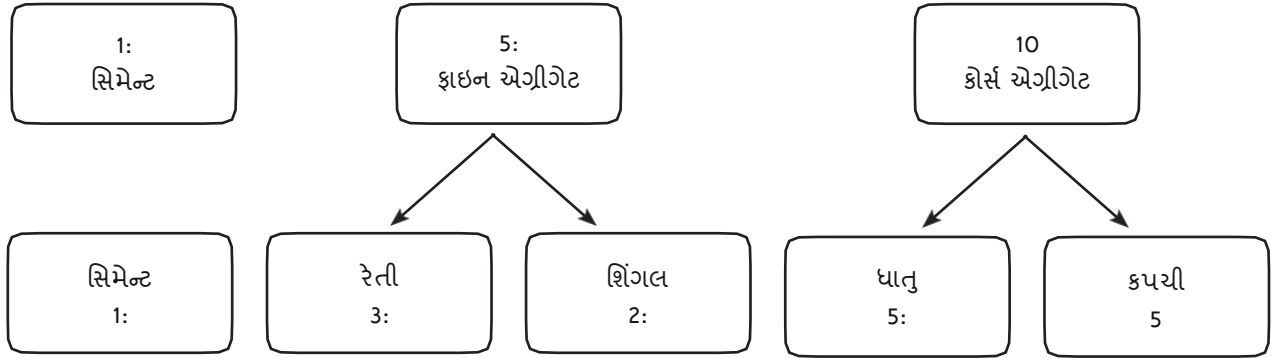 1:
સિમેન્ટ
5:
ફાઇન એગ્રીગેટ
10
કોર્સ એગ્રીગેટ
સિમેન્ટ
1:
રેતી
3:
શિંગલ
2:
ધાતુ
5:
કપચી
5